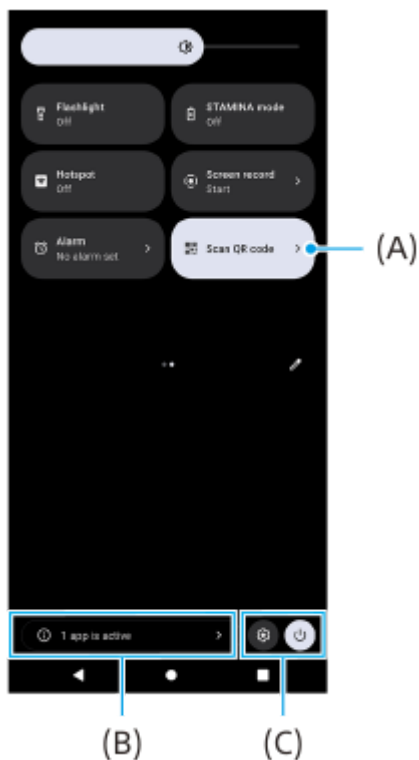 Flashlight
Off
STAMINA mode
Off
Hotspot
Off
Screen record
Start
Alarm
No alarm set
Scan QR code
(A)
1 app is active
(B)
(C)